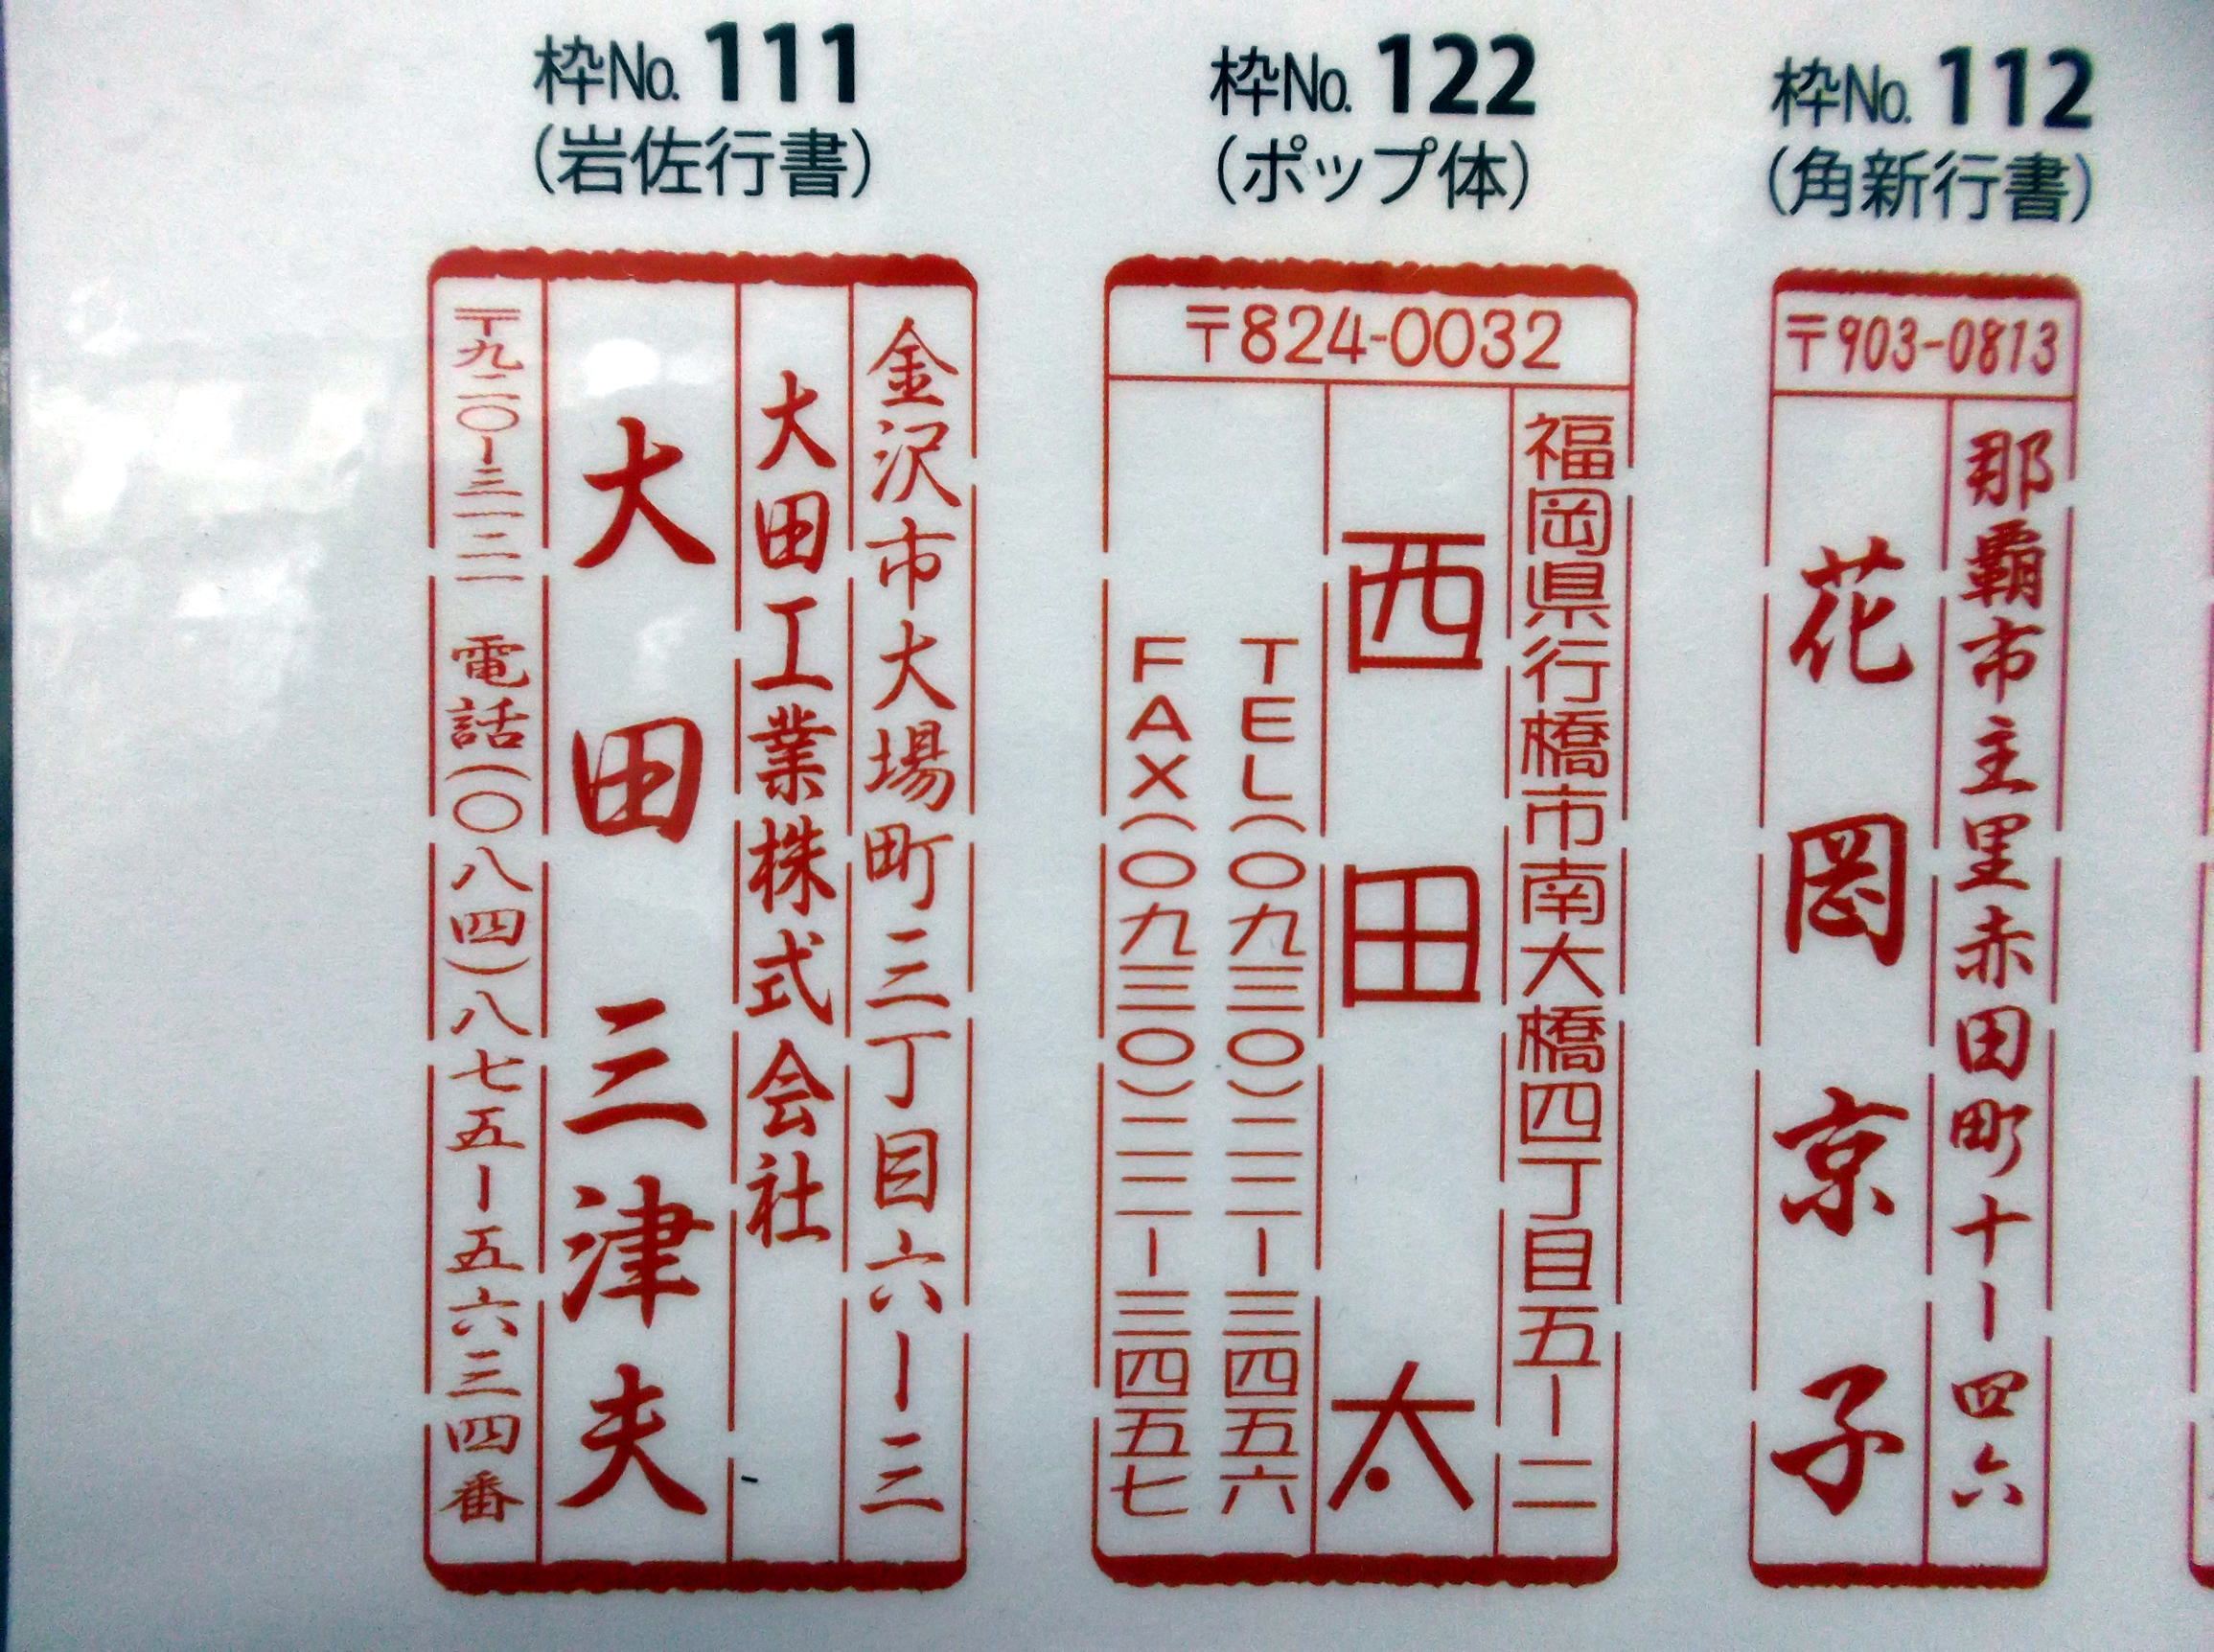 枠No. 111
(岩佐行書)
金沢市大場町三丁目六ー三
大田工業株式会社
大田三津夫
〒九二〇ー三一二一 電話(〇八四)八七五ー五六三四番
枠No. 122
(ポップ体)
〒824-0032
福岡県行橋市南大橋四丁目五ー二
西田太
TEL(〇九三〇)二二ー三四五六
FAX(〇九三〇)二二ー三四五七
枠No. 112
(角新行書)
〒903-0813
那覇市主里赤田町十ー四六
花岡京子